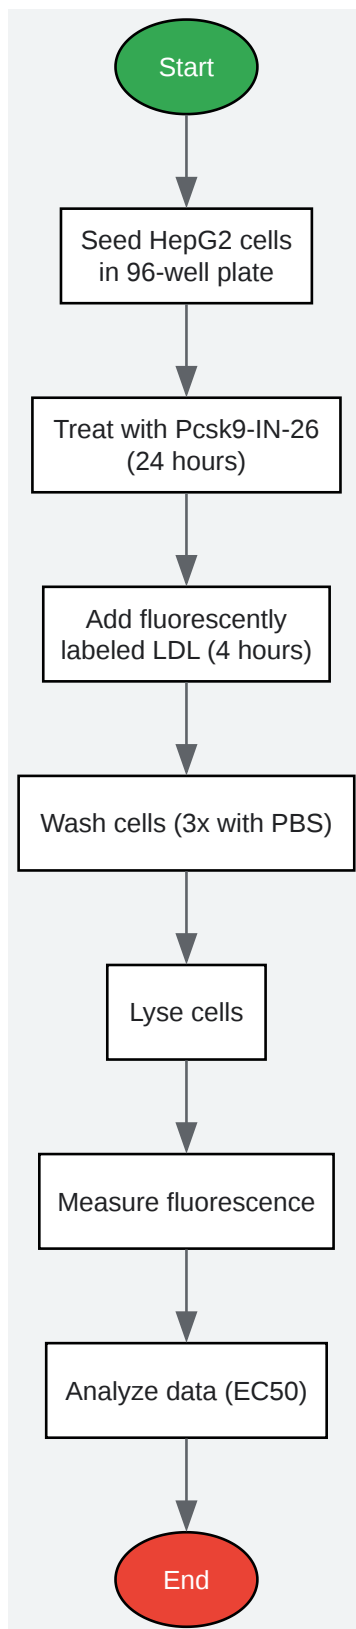 Start
Seed HepG2 cells
in 96-well plate
Treat with Pcsk9-IN-26
(24 hours)
Add fluorescently
labeled LDL (4 hours)
Wash cells (3x with PBS)
Lyse cells
Measure fluorescence
Analyze data (EC50)
End